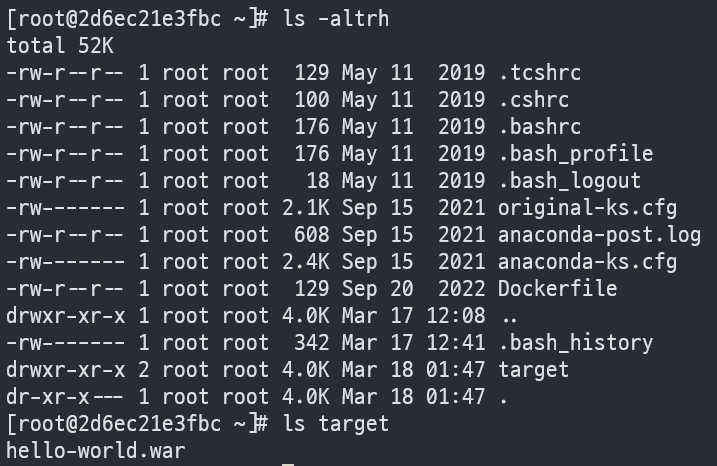 [root@2d6ec21e3fbc ~]# ls -altrh
total 52K
-rw-r--r-- 1 root root  129 May 11  2019 .tcshrc
-rw-r--r-- 1 root root  100 May 11  2019 .cshrc
-rw-r--r-- 1 root root  176 May 11  2019 .bashrc
-rw-r--r-- 1 root root  176 May 11  2019 .bash_profile
-rw-r--r-- 1 root root   18 May 11  2019 .bash_logout
-rw------- 1 root root 2.1K Sep 15  2021 original-ks.cfg
-rw-r--r-- 1 root root  608 Sep 15  2021 anaconda-post.log
-rw------- 1 root root 2.4K Sep 15  2021 anaconda-ks.cfg
-rw-r--r-- 1 root root  129 Sep 20  2022 Dockerfile
drwxr-xr-x 1 root root 4.0K Mar 17 12:08 ..
-rw------- 1 root root  342 Mar 17 12:41 .bash_history
drwxr-xr-x 2 root root 4.0K Mar 18 01:47 target
dr-xr-x--- 1 root root 4.0K Mar 18 01:47 .
[root@2d6ec21e3fbc ~]# ls target
hello-world.war